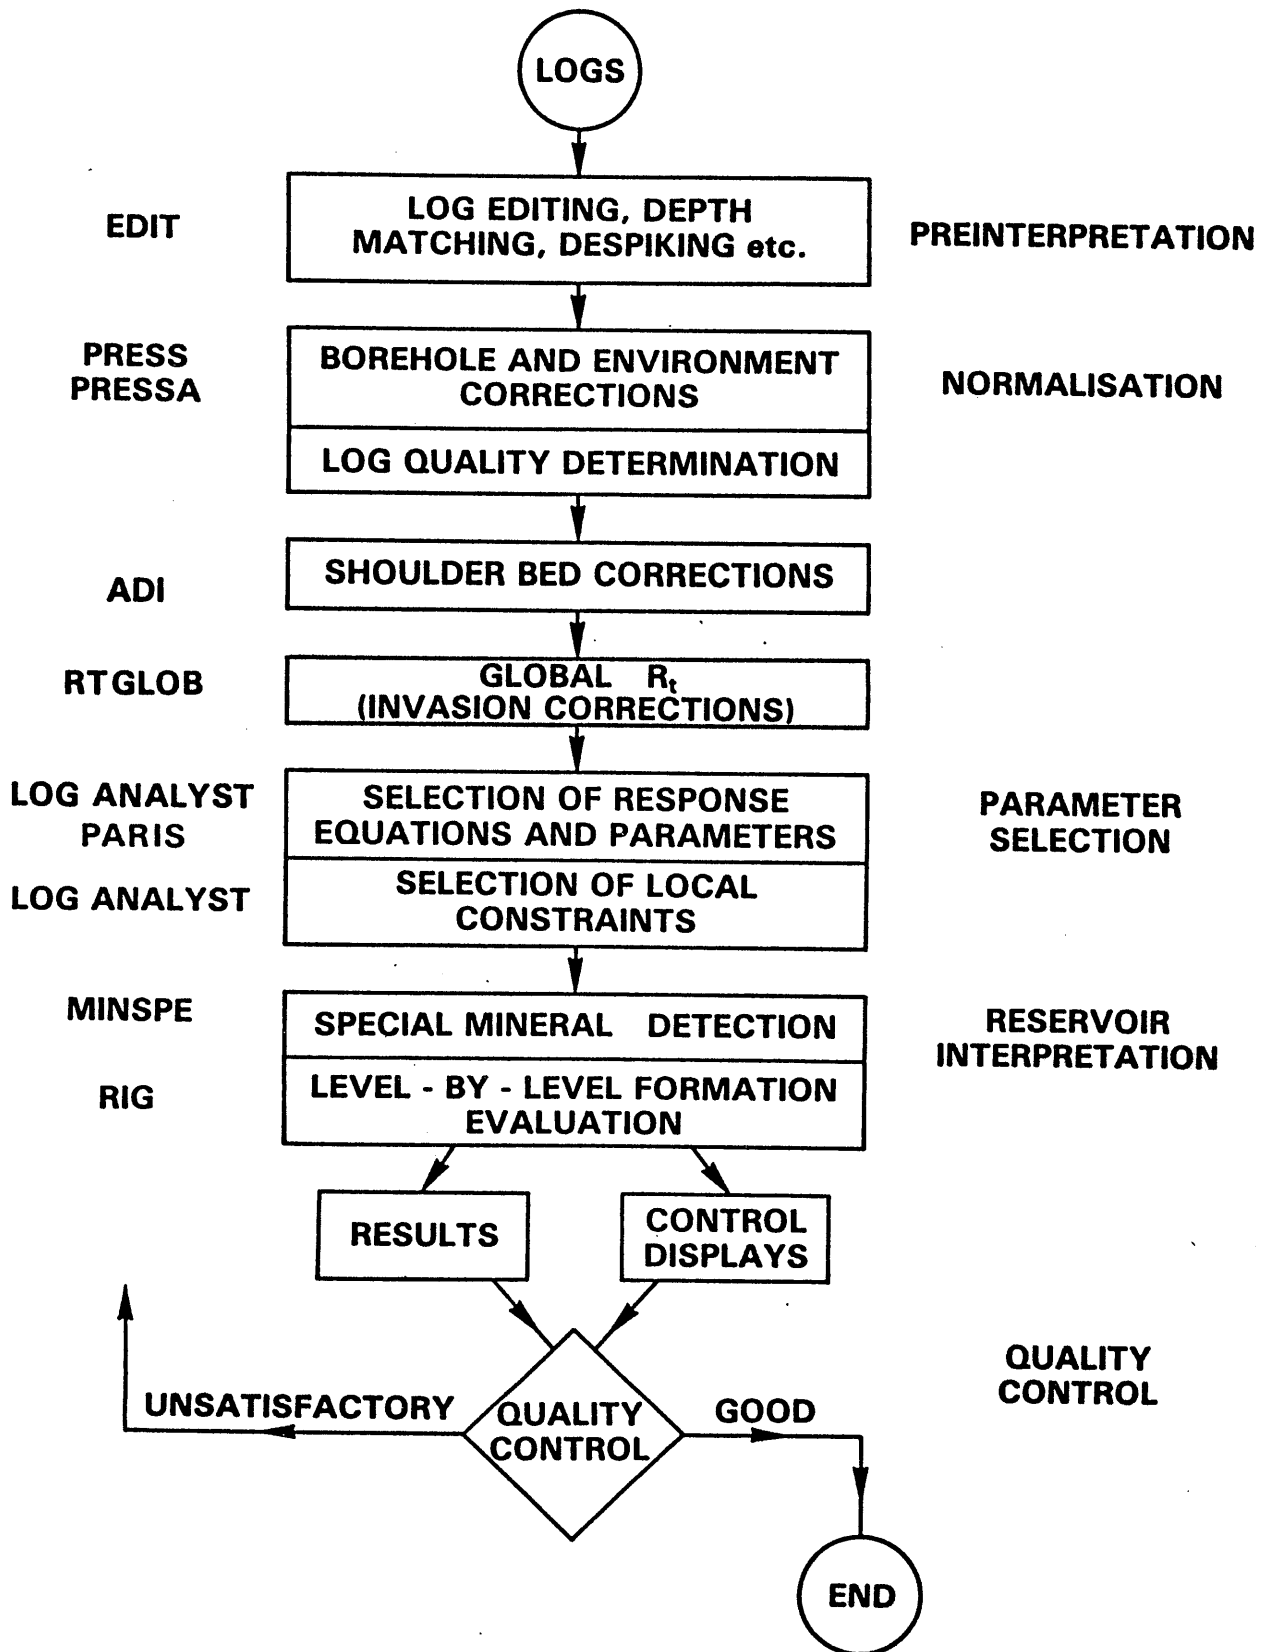 LOGS
EDIT
LOG EDITING, DEPTH
MATCHING, DESPIKING etc.
PREINTERPRETATION
PRESS
PRESSA
BOREHOLE AND ENVIRONMENT
CORRECTIONS
NORMALISATION
LOG QUALITY DETERMINATION
ADI
SHOULDER BED CORRECTIONS
RTGLOB
GLOBAL Rt
(INVASION CORRECTIONS)
LOG ANALYST
PARIS
SELECTION OF RESPONSE
EQUATIONS AND PARAMETERS
PARAMETER
SELECTION
LOG ANALYST
SELECTION OF LOCAL
CONSTRAINTS
MINSPE
SPECIAL MINERAL DETECTION
RESERVOIR
INTERPRETATION
RIG
LEVEL - BY - LEVEL FORMATION
EVALUATION
RESULTS
CONTROL
DISPLAYS
UNSATISFACTORY
QUALITY
CONTROL
GOOD
QUALITY
CONTROL
END